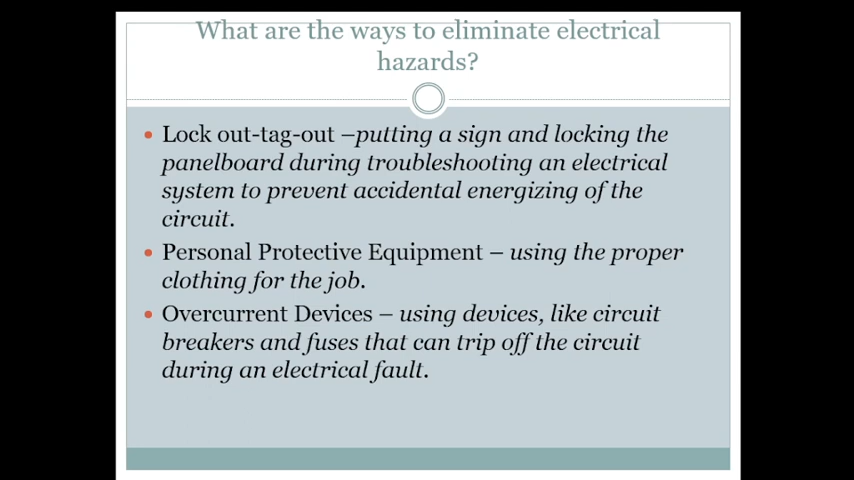 What are the ways to eliminate electrical
hazards?
• Lock out-tag-out –putting a sign and locking the
panelboard during troubleshooting an electrical
system to prevent accidental energizing of the
circuit.
• Personal Protective Equipment – using the proper
clothing for the job.
• Overcurrent Devices – using devices, like circuit
breakers and fuses that can trip off the circuit
during an electrical fault.